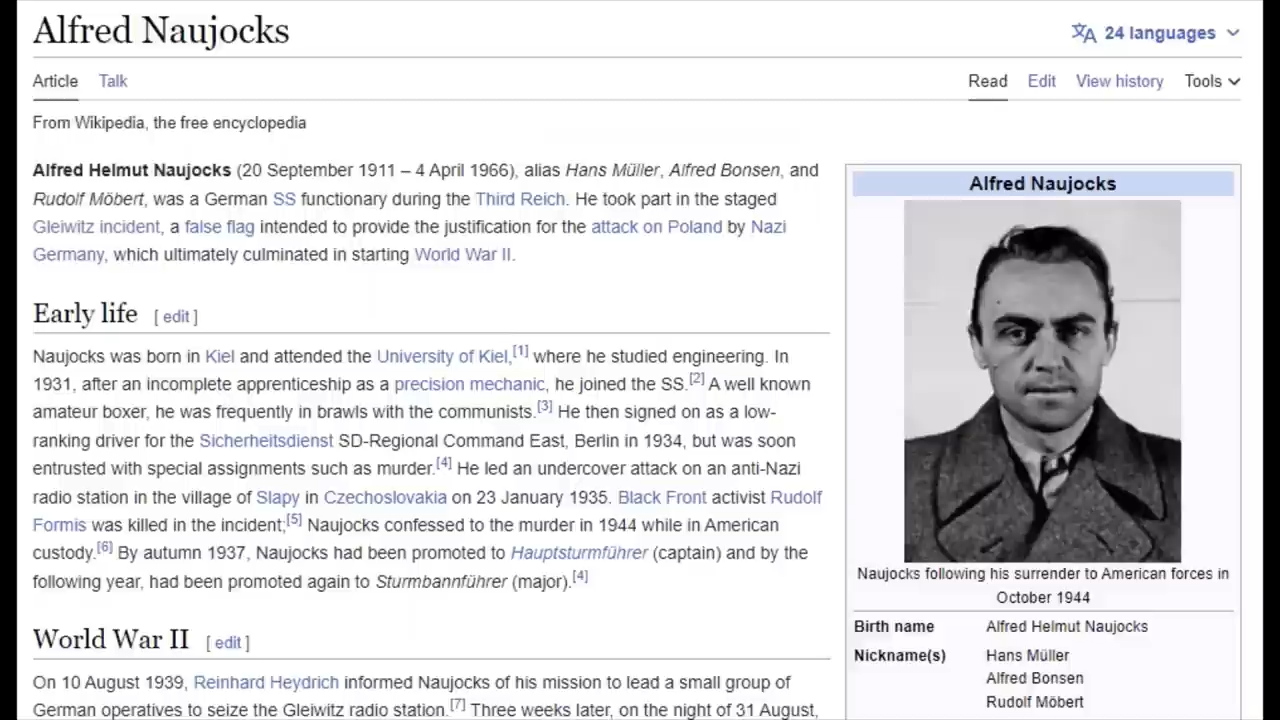 Alfred Naujocks
24 languages
Article Talk
Read Edit View history Tools
From Wikipedia, the free encyclopedia
Alfred Helmut Naujocks (20 September 1911 – 4 April 1966), alias Hans Müller, Alfred Bonsen, and
Rudolf Möbert, was a German SS functionary during the Third Reich. He took part in the staged
Gleiwitz incident, a false flag intended to provide the justification for the attack on Poland by Nazi
Germany, which ultimately culminated in starting World War II.
Early life [ edit ]
Naujocks was born in Kiel and attended the University of Kiel,[1] where he studied engineering. In
1931, after an incomplete apprenticeship as a precision mechanic, he joined the SS.[2] A well known
amateur boxer, he was frequently in brawls with the communists.[3] He then signed on as a low-
ranking driver for the Sicherheitsdienst SD-Regional Command East, Berlin in 1934, but was soon
entrusted with special assignments such as murder.[4] He led an undercover attack on an anti-Nazi
radio station in the village of Slapy in Czechoslovakia on 23 January 1935. Black Front activist Rudolf
Formis was killed in the incident;[5] Naujocks confessed to the murder in 1944 while in American
custody.[6] By autumn 1937, Naujocks had been promoted to Hauptsturmführer (captain) and by the
following year, had been promoted again to Sturmbannführer (major).[4]
World War II [ edit ]
On 10 August 1939, Reinhard Heydrich informed Naujocks of his mission to lead a small group of
German operatives to seize the Gleiwitz radio station.[7] Three weeks later, on the night of 31 August,
Alfred Naujocks
Naujocks following his surrender to American forces in
October 1944
Birth name Alfred Helmut Naujocks
Nickname(s) Hans Müller
Alfred Bonsen
Rudolf Möbert